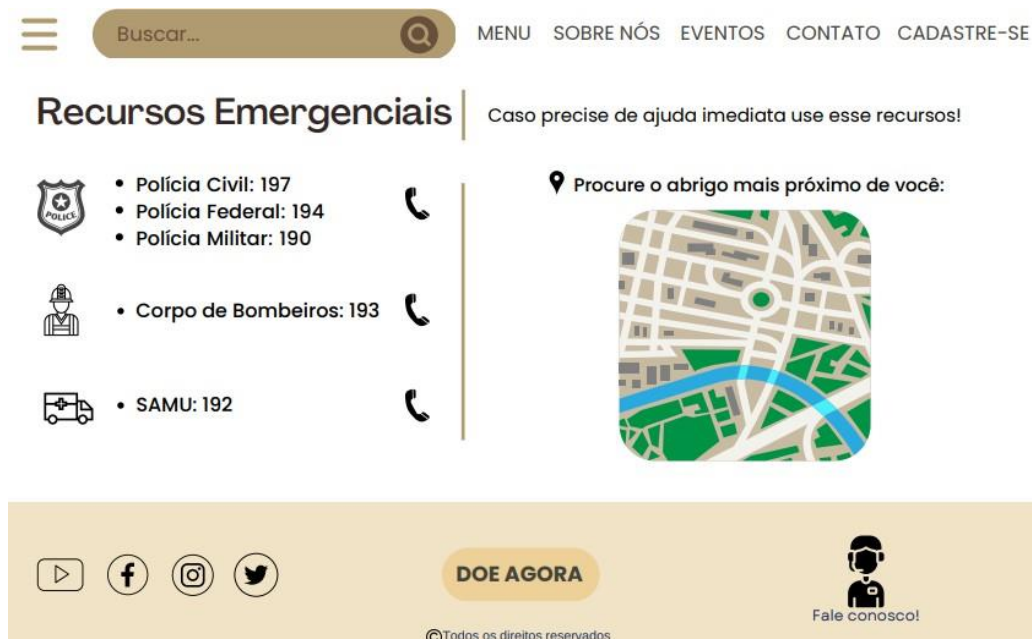 Buscar...
MENU SOBRE NÓS EVENTOS CONTATO CADASTRE-SE
Recursos Emergenciais
Caso precise de ajuda imediata use esse recursos!
POLICE
• Polícia Civil: 197
• Polícia Federal: 194
• Polícia Militar: 190
• Corpo de Bombeiros: 193
• SAMU: 192
Procure o abrigo mais próximo de você:
DOE AGORA
Fale conosco!
©Todos os direitos reservados